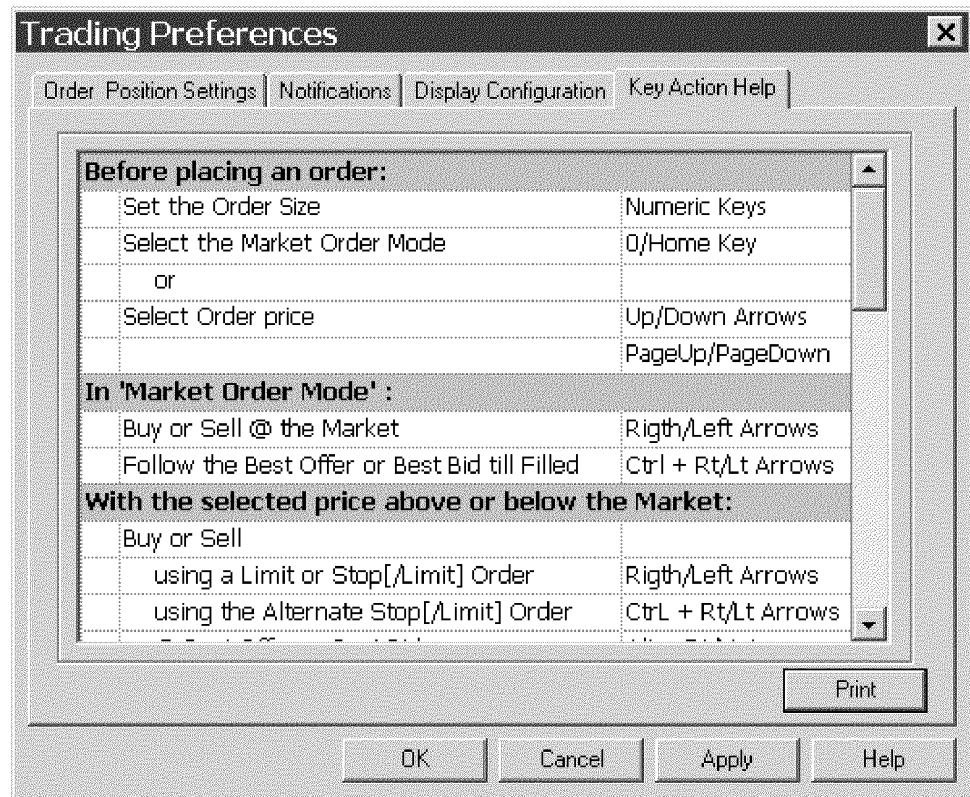 Trading Preferences
Order Position Settings Notifications Display Configuration Key Action Help
Before placing an order:
Set the Order Size Numeric Keys
Select the Market Order Mode 0/Home Key
or
Select Order price Up/Down Arrows
PageUp/PageDown
In 'Market Order Mode' :
Buy or Sell @ the Market Rigth/Left Arrows
Follow the Best Offer or Best Bid till Filled Ctrl + Rt/Lt Arrows
With the selected price above or below the Market:
Buy or Sell
using a Limit or Stop[/Limit] Order Rigth/Left Arrows
using the Alternate Stop[/Limit] Order CtrL + Rt/Lt Arrows
Print
OK Cancel Apply Help